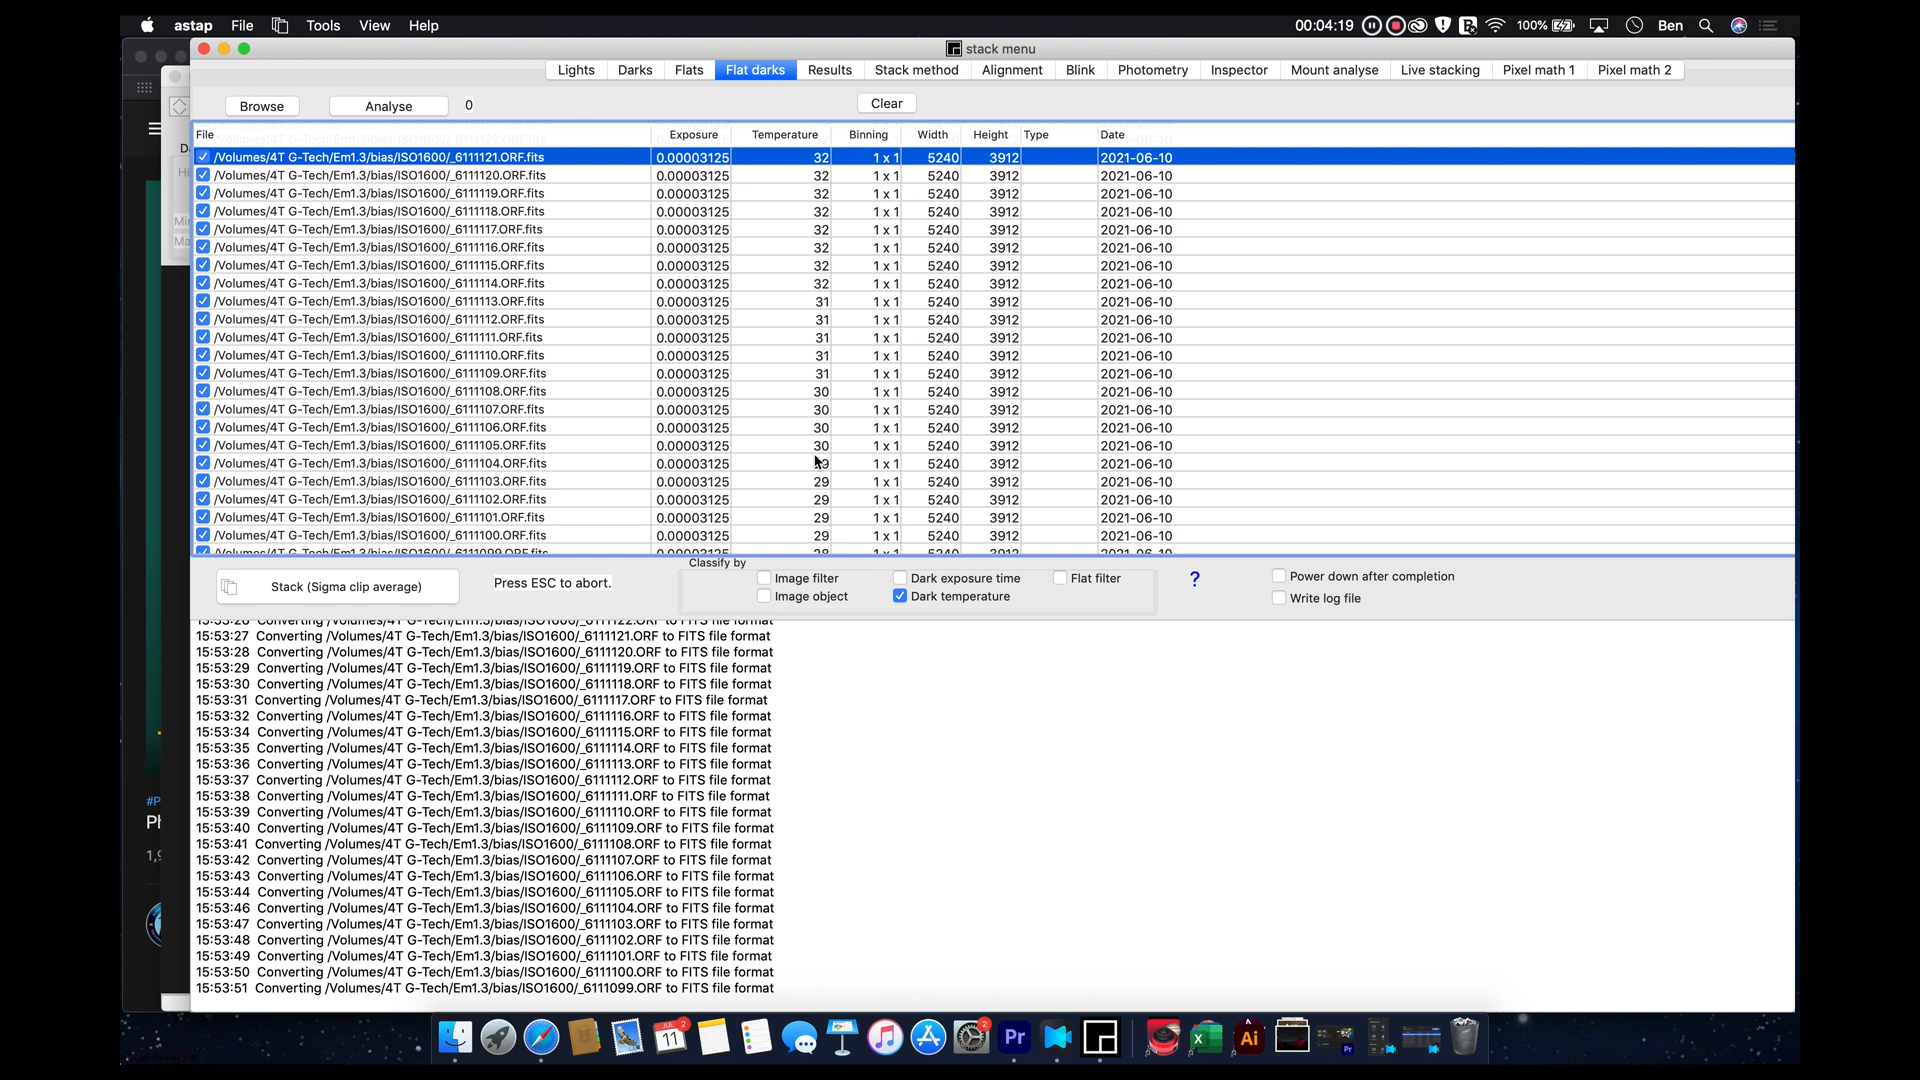 astap File Tools View Help 00:04:19 100% Ben
stack menu
Lights Darks Flats Flat darks Results Stack method Alignment Blink Photometry Inspector Mount analyse Live stacking Pixel math 1 Pixel math 2
Browse Analyse 0 Clear
File Exposure Temperature Binning Width Height Type Date
/Volumes/4T G-Tech/Em1.3/bias/ISO1600/_6111121.ORF.fits 0.00003125 32 1 x 1 5240 3912 2021-06-10
/Volumes/4T G-Tech/Em1.3/bias/ISO1600/_6111120.ORF.fits 0.00003125 32 1 x 1 5240 3912 2021-06-10
/Volumes/4T G-Tech/Em1.3/bias/ISO1600/_6111119.ORF.fits 0.00003125 32 1 x 1 5240 3912 2021-06-10
/Volumes/4T G-Tech/Em1.3/bias/ISO1600/_6111118.ORF.fits 0.00003125 32 1 x 1 5240 3912 2021-06-10
/Volumes/4T G-Tech/Em1.3/bias/ISO1600/_6111117.ORF.fits 0.00003125 32 1 x 1 5240 3912 2021-06-10
/Volumes/4T G-Tech/Em1.3/bias/ISO1600/_6111116.ORF.fits 0.00003125 32 1 x 1 5240 3912 2021-06-10
/Volumes/4T G-Tech/Em1.3/bias/ISO1600/_6111115.ORF.fits 0.00003125 32 1 x 1 5240 3912 2021-06-10
/Volumes/4T G-Tech/Em1.3/bias/ISO1600/_6111114.ORF.fits 0.00003125 32 1 x 1 5240 3912 2021-06-10
/Volumes/4T G-Tech/Em1.3/bias/ISO1600/_6111113.ORF.fits 0.00003125 31 1 x 1 5240 3912 2021-06-10
/Volumes/4T G-Tech/Em1.3/bias/ISO1600/_6111112.ORF.fits 0.00003125 31 1 x 1 5240 3912 2021-06-10
/Volumes/4T G-Tech/Em1.3/bias/ISO1600/_6111111.ORF.fits 0.00003125 31 1 x 1 5240 3912 2021-06-10
/Volumes/4T G-Tech/Em1.3/bias/ISO1600/_6111110.ORF.fits 0.00003125 31 1 x 1 5240 3912 2021-06-10
/Volumes/4T G-Tech/Em1.3/bias/ISO1600/_6111109.ORF.fits 0.00003125 31 1 x 1 5240 3912 2021-06-10
/Volumes/4T G-Tech/Em1.3/bias/ISO1600/_6111108.ORF.fits 0.00003125 30 1 x 1 5240 3912 2021-06-10
/Volumes/4T G-Tech/Em1.3/bias/ISO1600/_6111107.ORF.fits 0.00003125 30 1 x 1 5240 3912 2021-06-10
/Volumes/4T G-Tech/Em1.3/bias/ISO1600/_6111106.ORF.fits 0.00003125 30 1 x 1 5240 3912 2021-06-10
/Volumes/4T G-Tech/Em1.3/bias/ISO1600/_6111105.ORF.fits 0.00003125 30 1 x 1 5240 3912 2021-06-10
/Volumes/4T G-Tech/Em1.3/bias/ISO1600/_6111104.ORF.fits 0.00003125 1 x 1 5240 3912 2021-06-10
/Volumes/4T G-Tech/Em1.3/bias/ISO1600/_6111103.ORF.fits 0.00003125 29 1 x 1 5240 3912 2021-06-10
/Volumes/4T G-Tech/Em1.3/bias/ISO1600/_6111102.ORF.fits 0.00003125 29 1 x 1 5240 3912 2021-06-10
/Volumes/4T G-Tech/Em1.3/bias/ISO1600/_6111101.ORF.fits 0.00003125 29 1 x 1 5240 3912 2021-06-10
/Volumes/4T G-Tech/Em1.3/bias/ISO1600/_6111100.ORF.fits 0.00003125 29 1 x 1 5240 3912 2021-06-10
/Volumes/4T G-Tech/Em1.3/bias/ISO1600/_6111099.ORF.fits 0.00003125 28 1 x 1 5240 3912 2021-06-10
Classify by
Stack (Sigma clip average) Press ESC to abort. Image filter Dark exposure time Flat filter ? Power down after completion
Image object Dark temperature Write log file
15:53:26 Converting /Volumes/4T G-Tech/Em1.3/bias/ISO1600/_6111122.ORF to FITS file format
15:53:27 Converting /Volumes/4T G-Tech/Em1.3/bias/ISO1600/_6111121.ORF to FITS file format
15:53:28 Converting /Volumes/4T G-Tech/Em1.3/bias/ISO1600/_6111120.ORF to FITS file format
15:53:29 Converting /Volumes/4T G-Tech/Em1.3/bias/ISO1600/_6111119.ORF to FITS file format
15:53:30 Converting /Volumes/4T G-Tech/Em1.3/bias/ISO1600/_6111118.ORF to FITS file format
15:53:31 Converting /Volumes/4T G-Tech/Em1.3/bias/ISO1600/_6111117.ORF to FITS file format
15:53:32 Converting /Volumes/4T G-Tech/Em1.3/bias/ISO1600/_6111116.ORF to FITS file format
15:53:34 Converting /Volumes/4T G-Tech/Em1.3/bias/ISO1600/_6111115.ORF to FITS file format
15:53:35 Converting /Volumes/4T G-Tech/Em1.3/bias/ISO1600/_6111114.ORF to FITS file format
15:53:36 Converting /Volumes/4T G-Tech/Em1.3/bias/ISO1600/_6111113.ORF to FITS file format
15:53:37 Converting /Volumes/4T G-Tech/Em1.3/bias/ISO1600/_6111112.ORF to FITS file format
15:53:38 Converting /Volumes/4T G-Tech/Em1.3/bias/ISO1600/_6111111.ORF to FITS file format
15:53:39 Converting /Volumes/4T G-Tech/Em1.3/bias/ISO1600/_6111110.ORF to FITS file format
15:53:40 Converting /Volumes/4T G-Tech/Em1.3/bias/ISO1600/_6111109.ORF to FITS file format
15:53:41 Converting /Volumes/4T G-Tech/Em1.3/bias/ISO1600/_6111108.ORF to FITS file format
15:53:42 Converting /Volumes/4T G-Tech/Em1.3/bias/ISO1600/_6111107.ORF to FITS file format
15:53:43 Converting /Volumes/4T G-Tech/Em1.3/bias/ISO1600/_6111106.ORF to FITS file format
15:53:44 Converting /Volumes/4T G-Tech/Em1.3/bias/ISO1600/_6111105.ORF to FITS file format
15:53:46 Converting /Volumes/4T G-Tech/Em1.3/bias/ISO1600/_6111104.ORF to FITS file format
15:53:47 Converting /Volumes/4T G-Tech/Em1.3/bias/ISO1600/_6111103.ORF to FITS file format
15:53:48 Converting /Volumes/4T G-Tech/Em1.3/bias/ISO1600/_6111102.ORF to FITS file format
15:53:49 Converting /Volumes/4T G-Tech/Em1.3/bias/ISO1600/_6111101.ORF to FITS file format
15:53:50 Converting /Volumes/4T G-Tech/Em1.3/bias/ISO1600/_6111100.ORF to FITS file format
15:53:51 Converting /Volumes/4T G-Tech/Em1.3/bias/ISO1600/_6111099.ORF to FITS file format
#P
Ph
JUL 2
11 2 Pr X Ai Pr